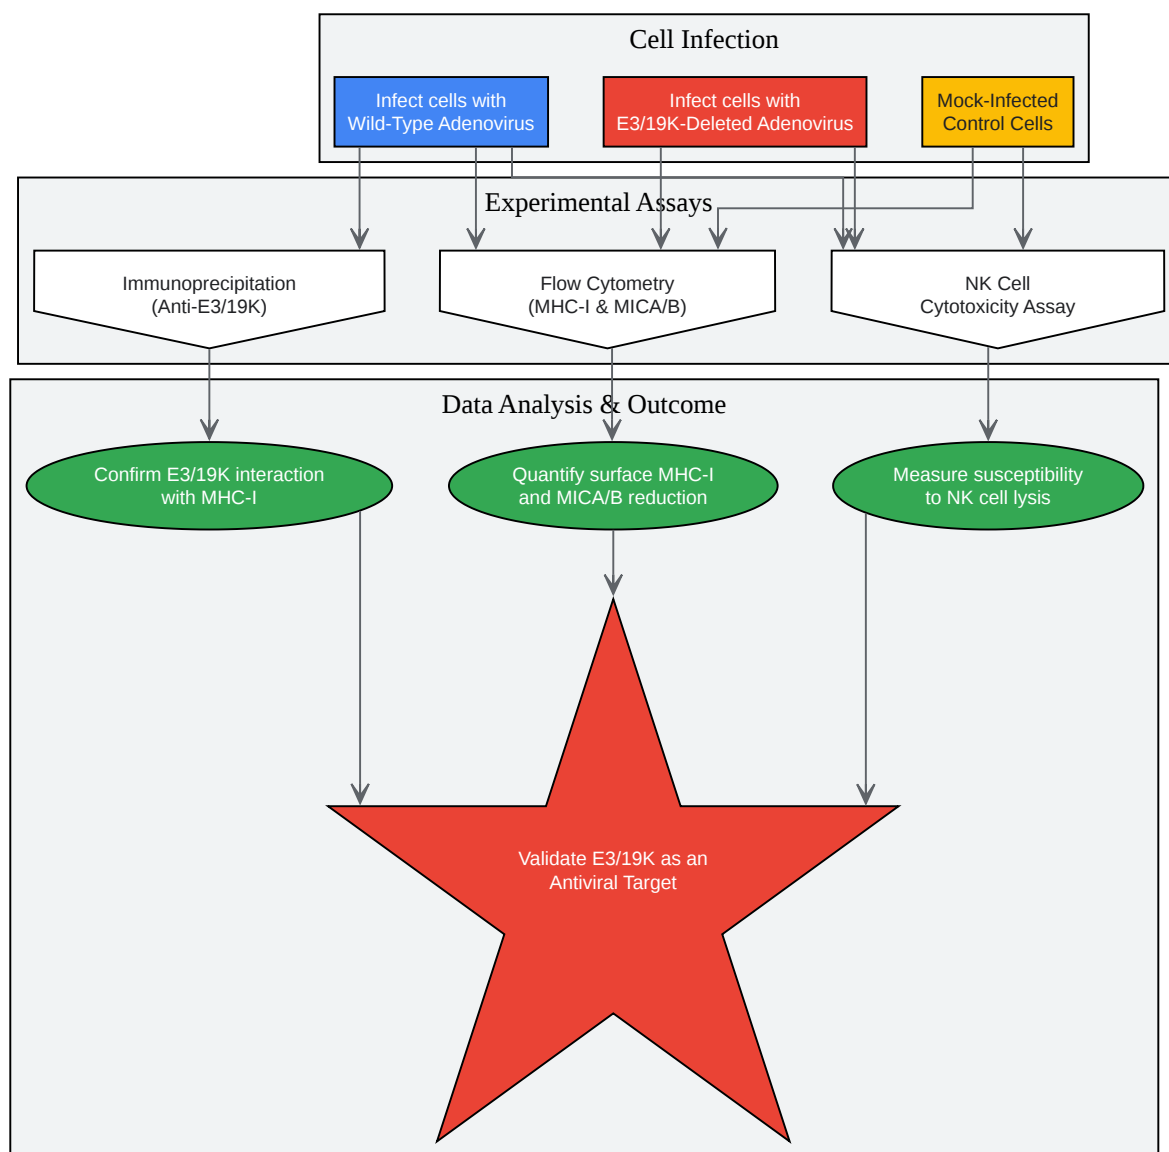 Cell Infection
Infect cells with
Wild-Type Adenovirus
Infect cells with
E3/19K-Deleted Adenovirus
Mock-Infected
Control Cells
Experimental Assays
Immunoprecipitation
(Anti-E3/19K)
Flow Cytometry
(MHC-I & MICA/B)
NK Cell
Cytotoxicity Assay
Data Analysis & Outcome
Confirm E3/19K interaction
with MHC-I
Quantify surface MHC-I
and MICA/B reduction
Measure susceptibility
to NK cell lysis
Validate E3/19K as an
Antiviral Target